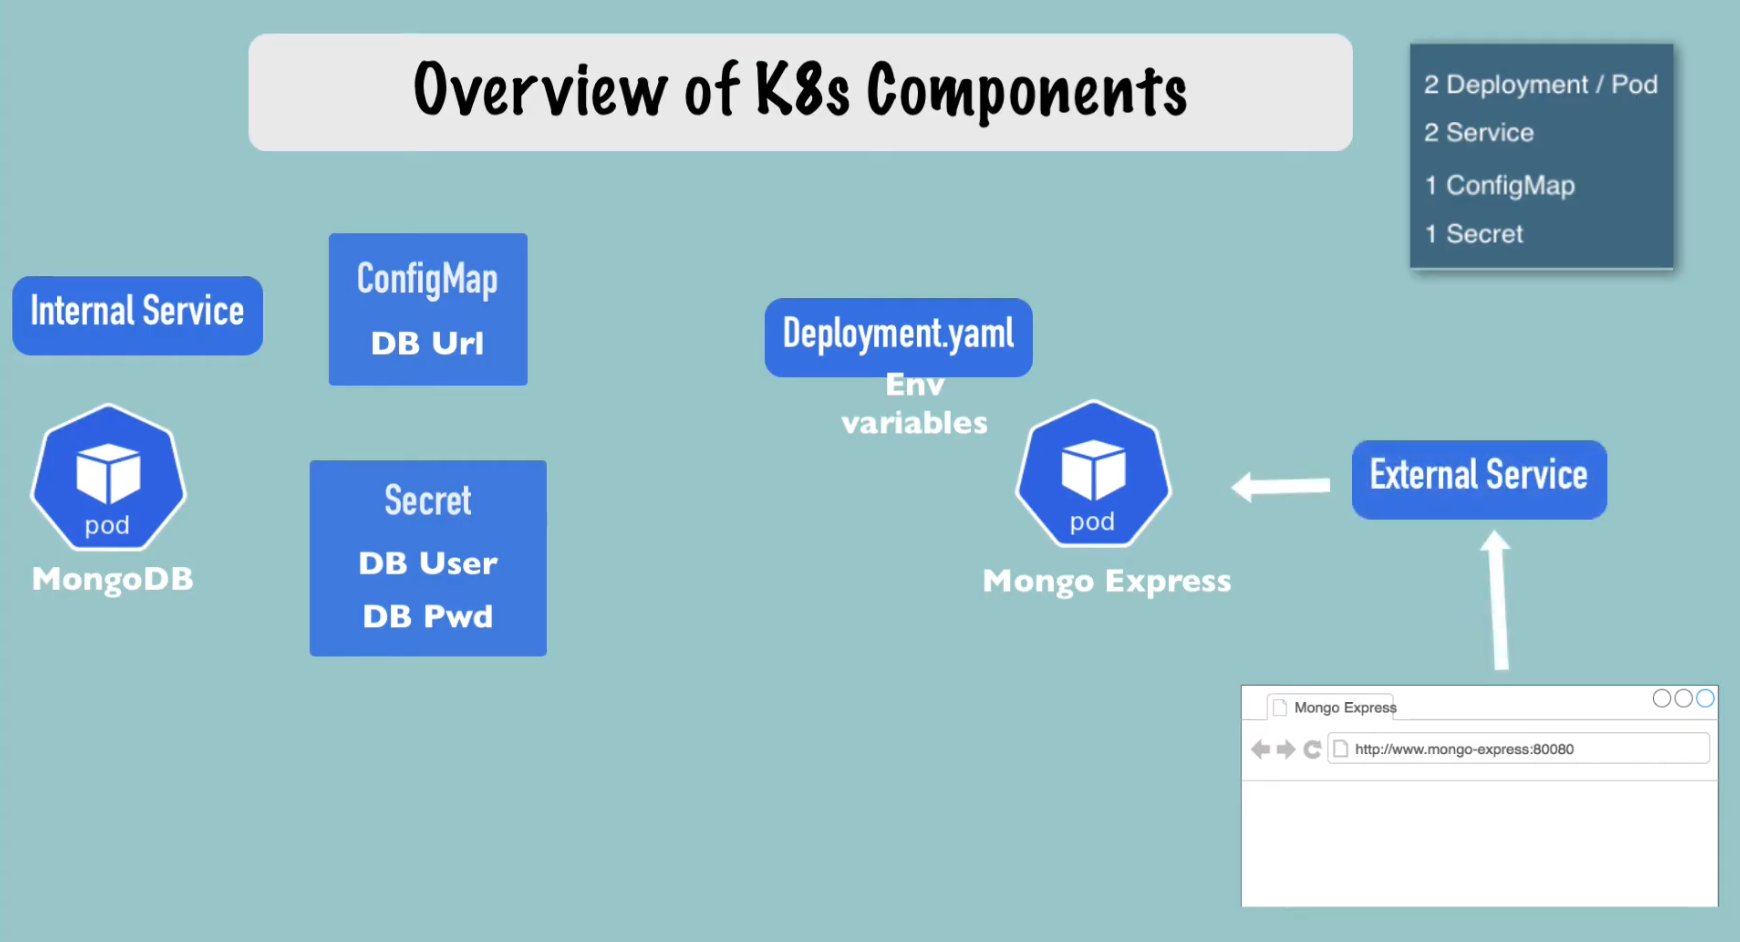 Overview of K8s Components
2 Deployment / Pod
2 Service
1 ConfigMap
1 Secret
Internal Service
pod
MongoDB
ConfigMap
DB Url
Secret
DB User
DB Pwd
Deployment.yaml
Env
variables
pod
Mongo Express
External Service
Mongo Express
http://www.mongo-express:80080